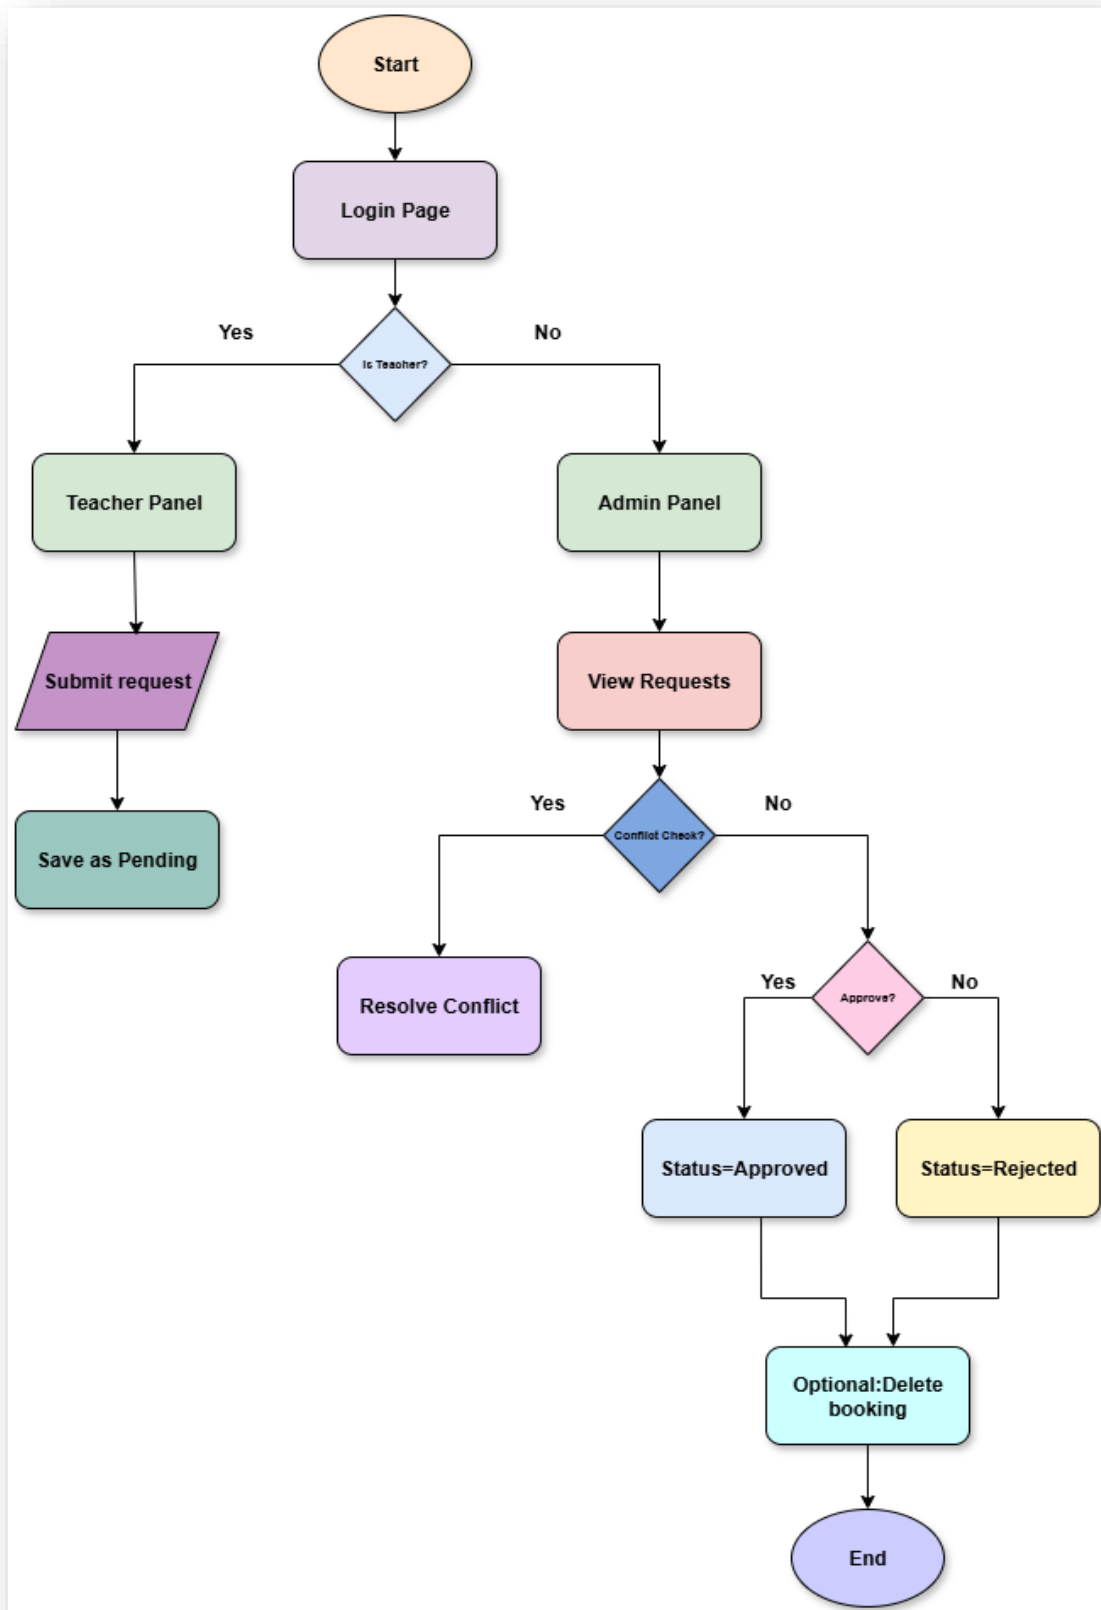 Start
Login Page
Yes
No
Is Teacher?
Teacher Panel
Admin Panel
Submit request
View Requests
Yes
No
Conflict Check?
Save as Pending
Resolve Conflict
Yes
No
Approve?
Status=Approved
Status=Rejected
Optional:Delete
booking
End